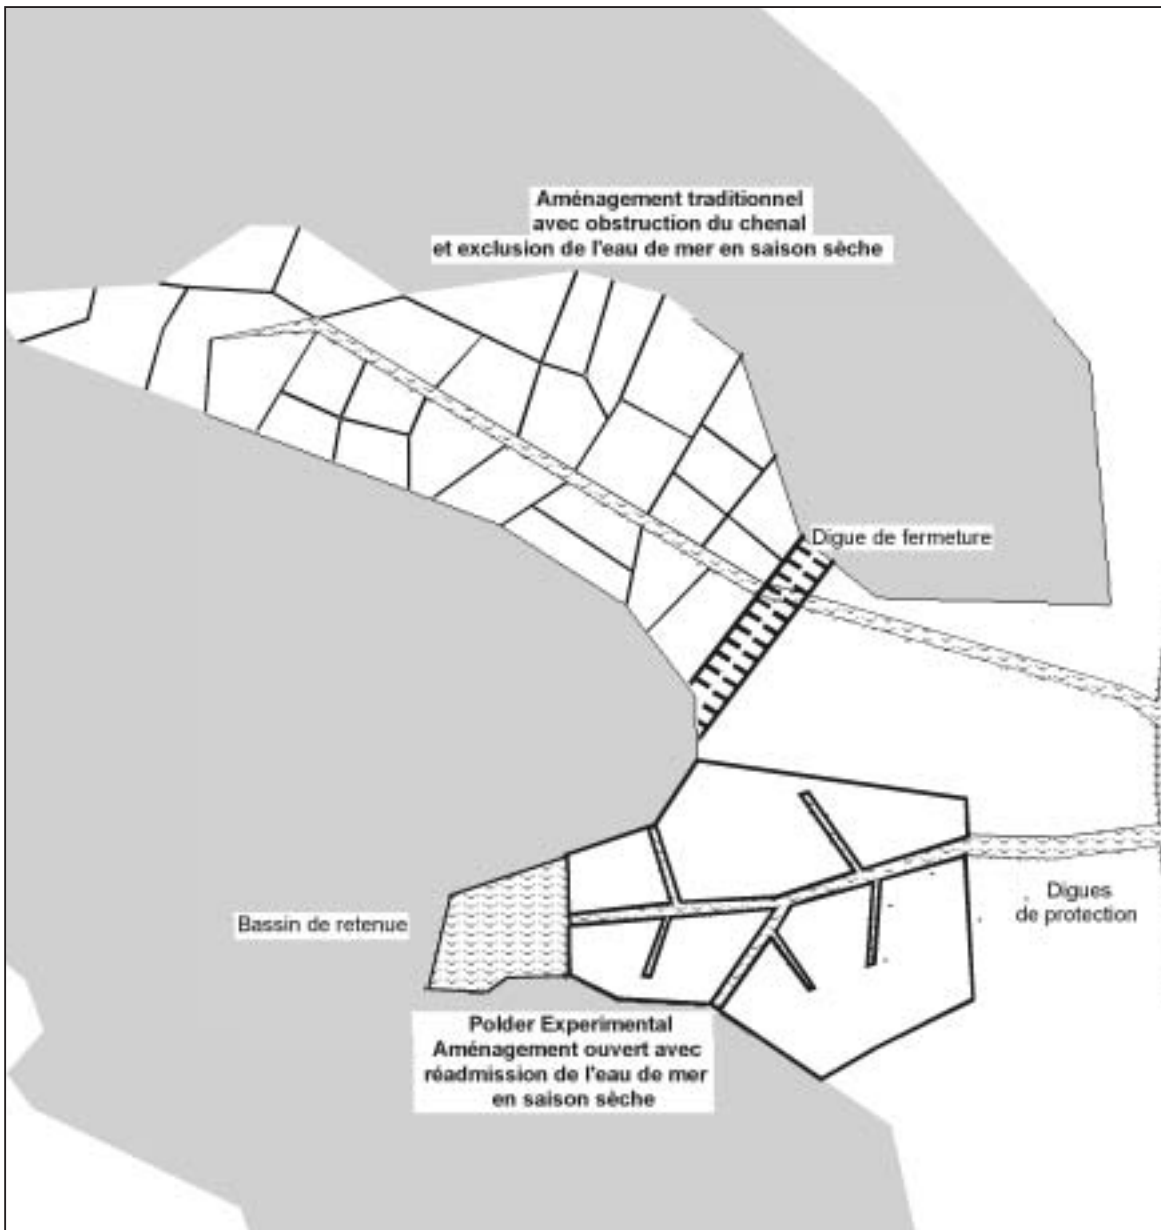 Aménagement traditionnel
avec obstruction du chenal
et exclusion de l'eau de mer en saison sèche
Digue de fermeture
Digues
de protection
Bassin de retenue
Polder Experimental
Aménagement ouvert avec
réadmission de l'eau de mer
en saison sèche